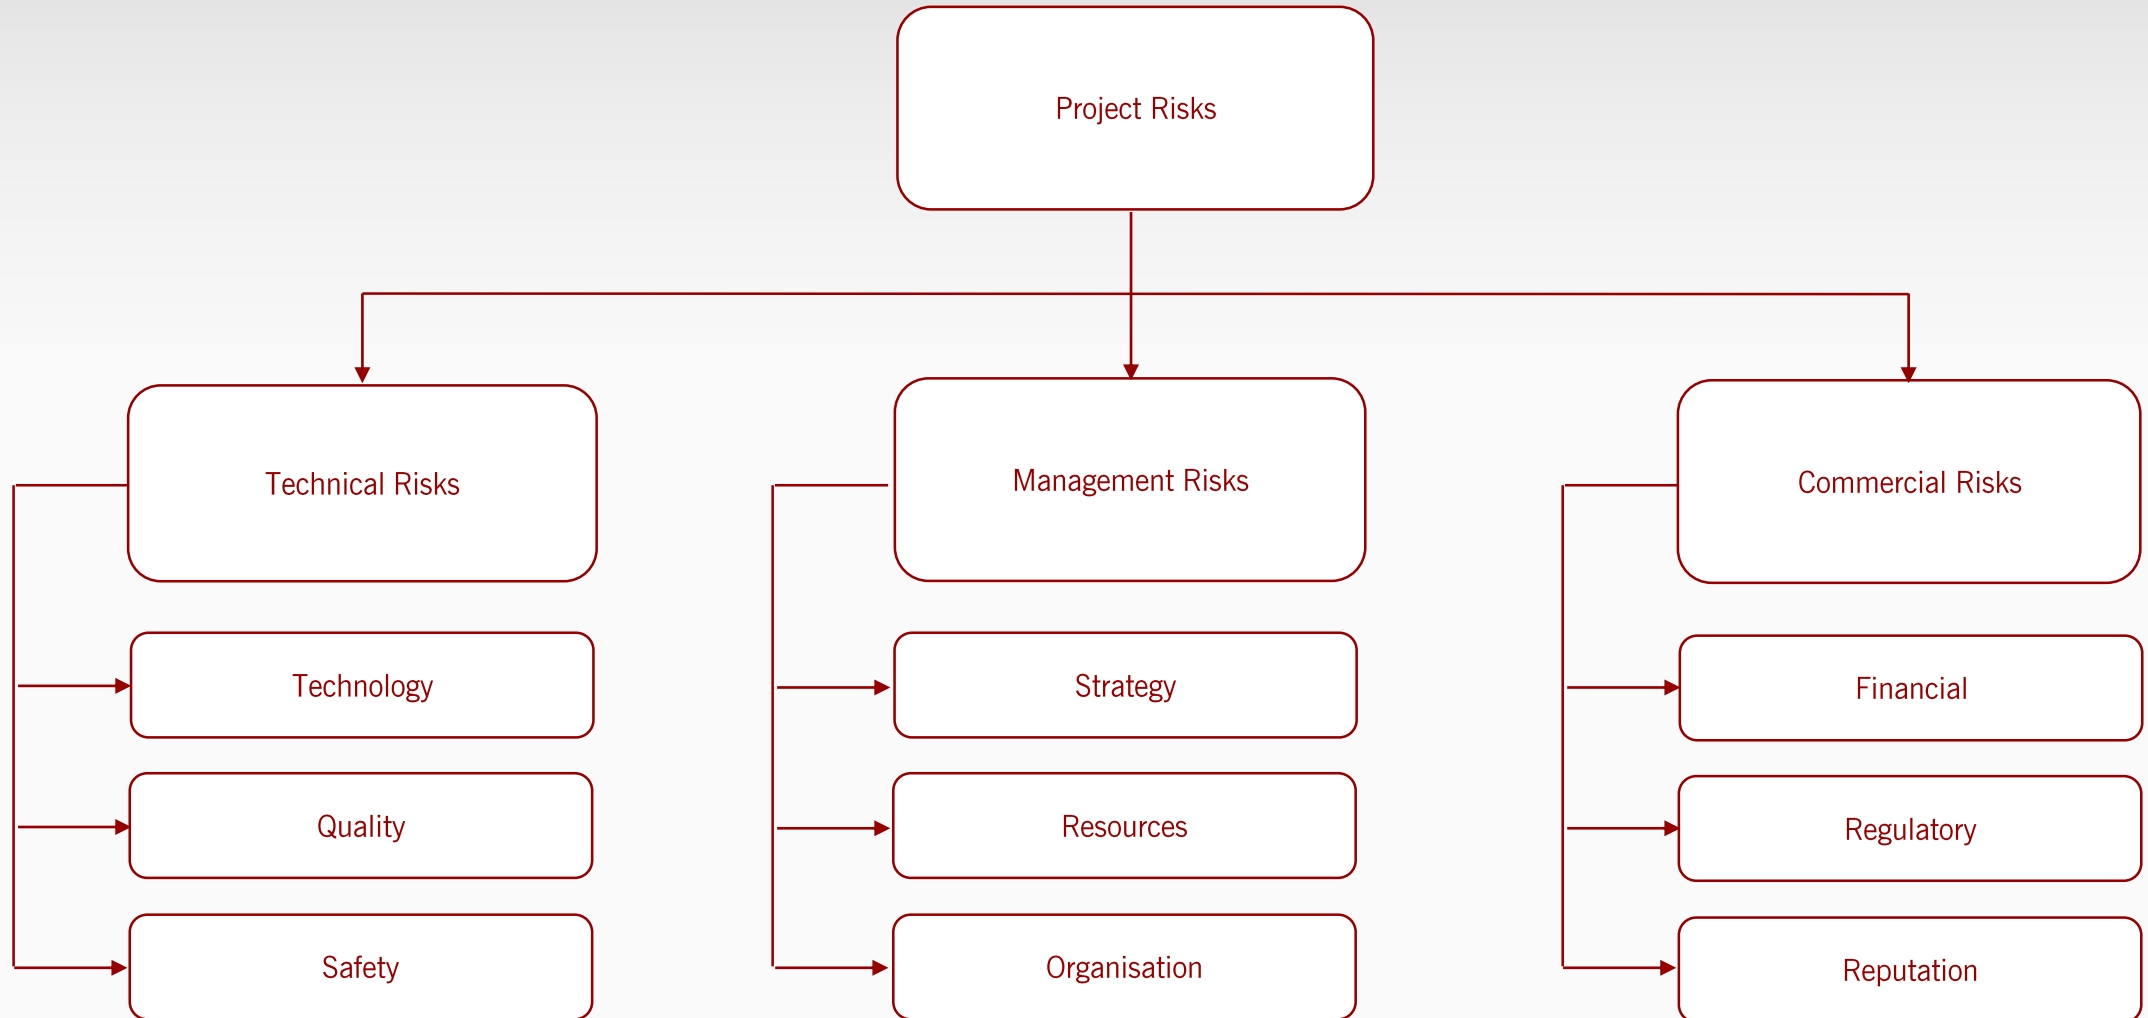 Project Risks
Technical Risks
Management Risks
Commercial Risks
Technology
Strategy
Financial
Quality
Resources
Regulatory
Safety
Organisation
Reputation